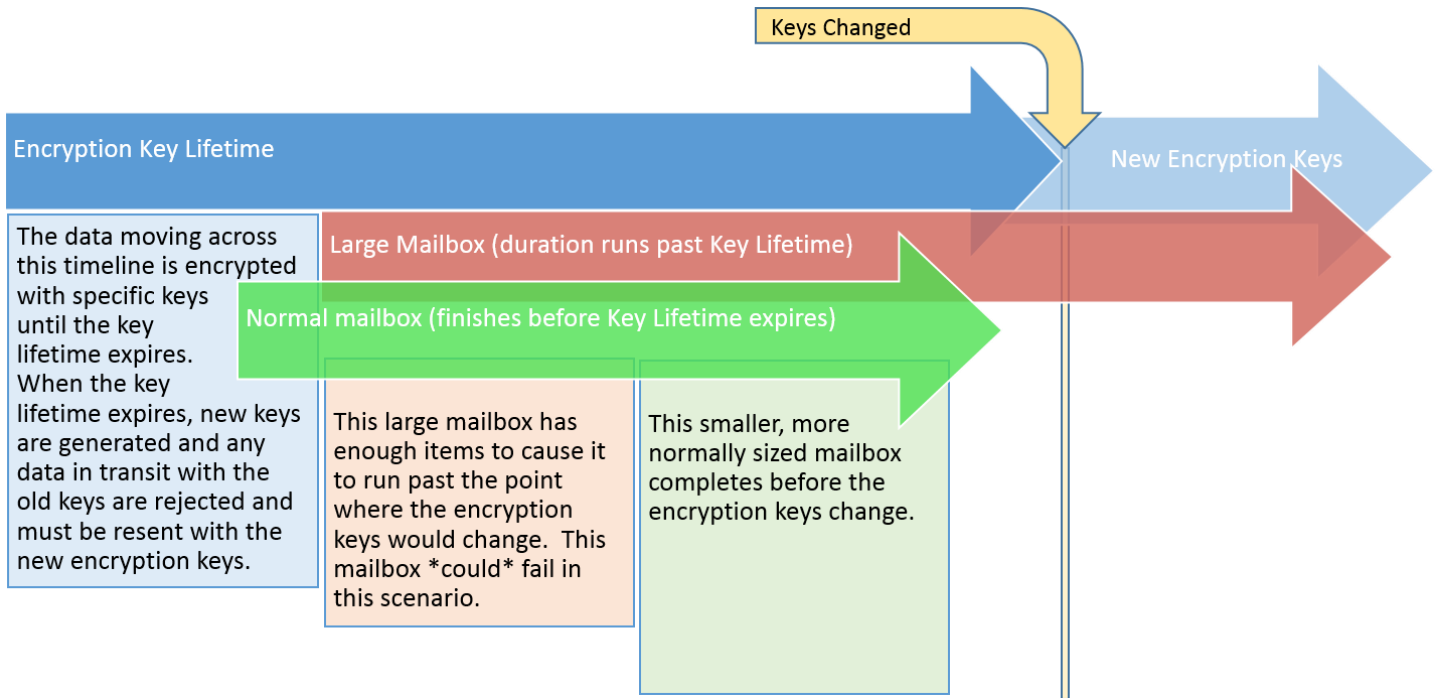 Keys Changed
Encryption Key Lifetime
New Encryption Keys
The data moving across
this timeline is encrypted
with specific keys
until the key
lifetime expires.
When the key
lifetime expires, new keys
are generated and any
data in transit with the
old keys are rejected and
must be resent with the
new encryption keys.
Large Mailbox (duration runs past Key Lifetime)
Normal mailbox (finishes before Key Lifetime expires)
This large mailbox has
enough items to cause it
to run past the point
where the encryption
keys would change.  This
mailbox *could* fail in
this scenario.
This smaller, more
normally sized mailbox
completes before the
encryption keys change.